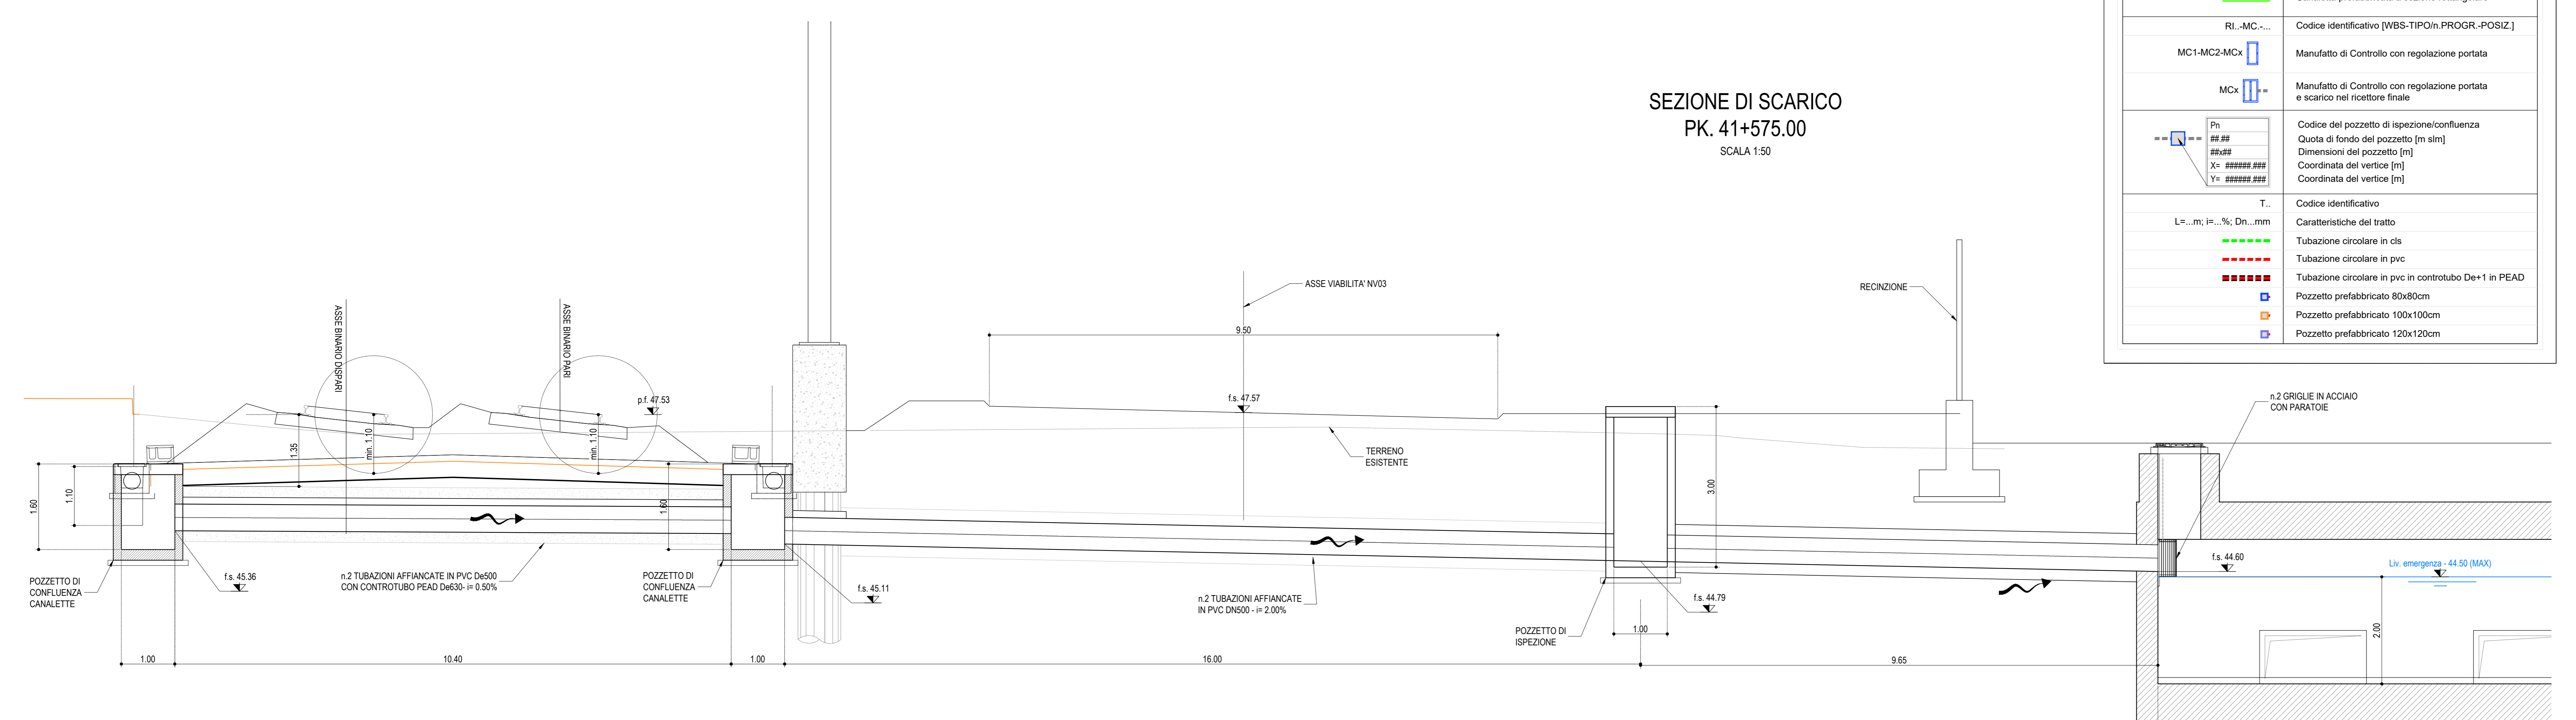 SEZIONE DI SCARICO
PK. 41+575.00
SCALA 1:50
RI..-MC.-...
Codice identificativo [WBS-TIPO/n.PROGR.-POSIZ.]
MC1-MC2-MCx
Manufatto di Controllo con regolazione portata
MCx
Manufatto di Controllo con regolazione portata
e scarico nel ricettore finale
Pn
Codice del pozzetto di ispezione/confluenza
##.##
Quota di fondo del pozzetto [m slm]
##x##
Dimensioni del pozzetto [m]
X= ######.###
Coordinata del vertice [m]
Y= ######.###
Coordinata del vertice [m]
T..
Codice identificativo
L=...m; i=...%; Dn...mm
Caratteristiche del tratto
Tubazione circolare in cls
Tubazione circolare in pvc
Tubazione circolare in pvc in controtubo De+1 in PEAD
Pozzetto prefabbricato 80x80cm
Pozzetto prefabbricato 100x100cm
Pozzetto prefabbricato 120x120cm
ASSE BINARIO DISPARI
ASSE BINARIO PARI
ASSE VIABILITA' NV03
RECINZIONE
9.50
p.f. 47.53
f.s. 47.57
n.2 GRIGLIE IN ACCIAIO
CON PARATOIE
1.35
min. 1.10
min. 1.10
TERRENO
ESISTENTE
1.60
1.10
1.60
3.00
f.s. 44.60
Liv. emergenza - 44.50 (MAX)
POZZETTO DI
CONFLUENZA
CANALETTE
f.s. 45.36
n.2 TUBAZIONI AFFIANCATE IN PVC De500
CON CONTROTUBO PEAD De630- i= 0.50%
POZZETTO DI
CONFLUENZA
CANALETTE
f.s. 45.11
n.2 TUBAZIONI AFFIANCATE
IN PVC DN500 - i= 2.00%
f.s. 44.79
POZZETTO DI
ISPEZIONE
1.00
2.00
1.00
10.40
1.00
16.00
9.65